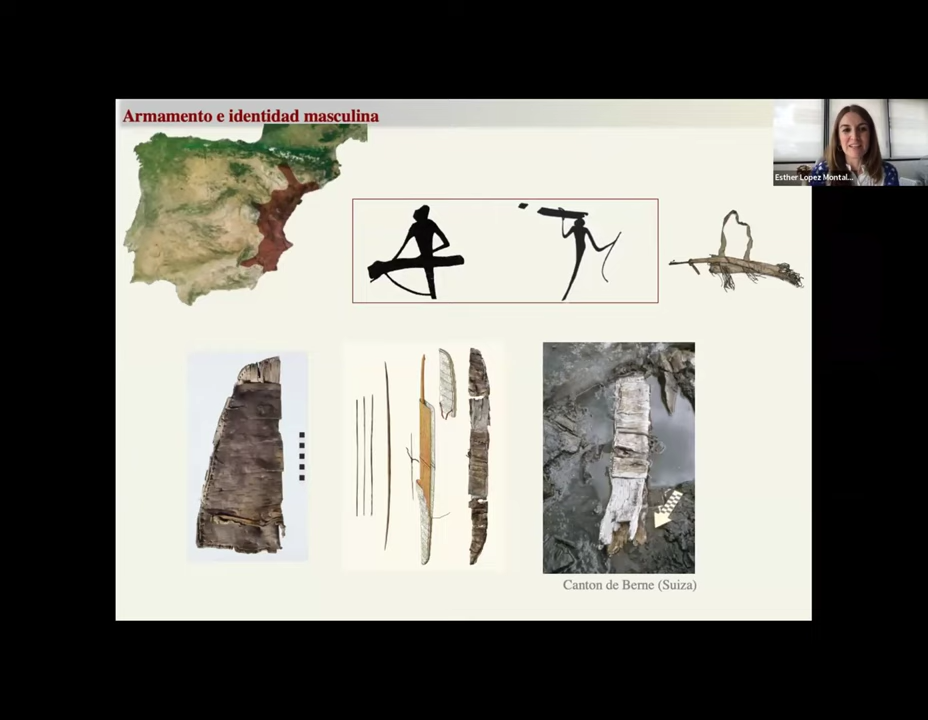 Armamento e identidad masculina
Esther Lopez Montal...
Canton de Berne (Suiza)